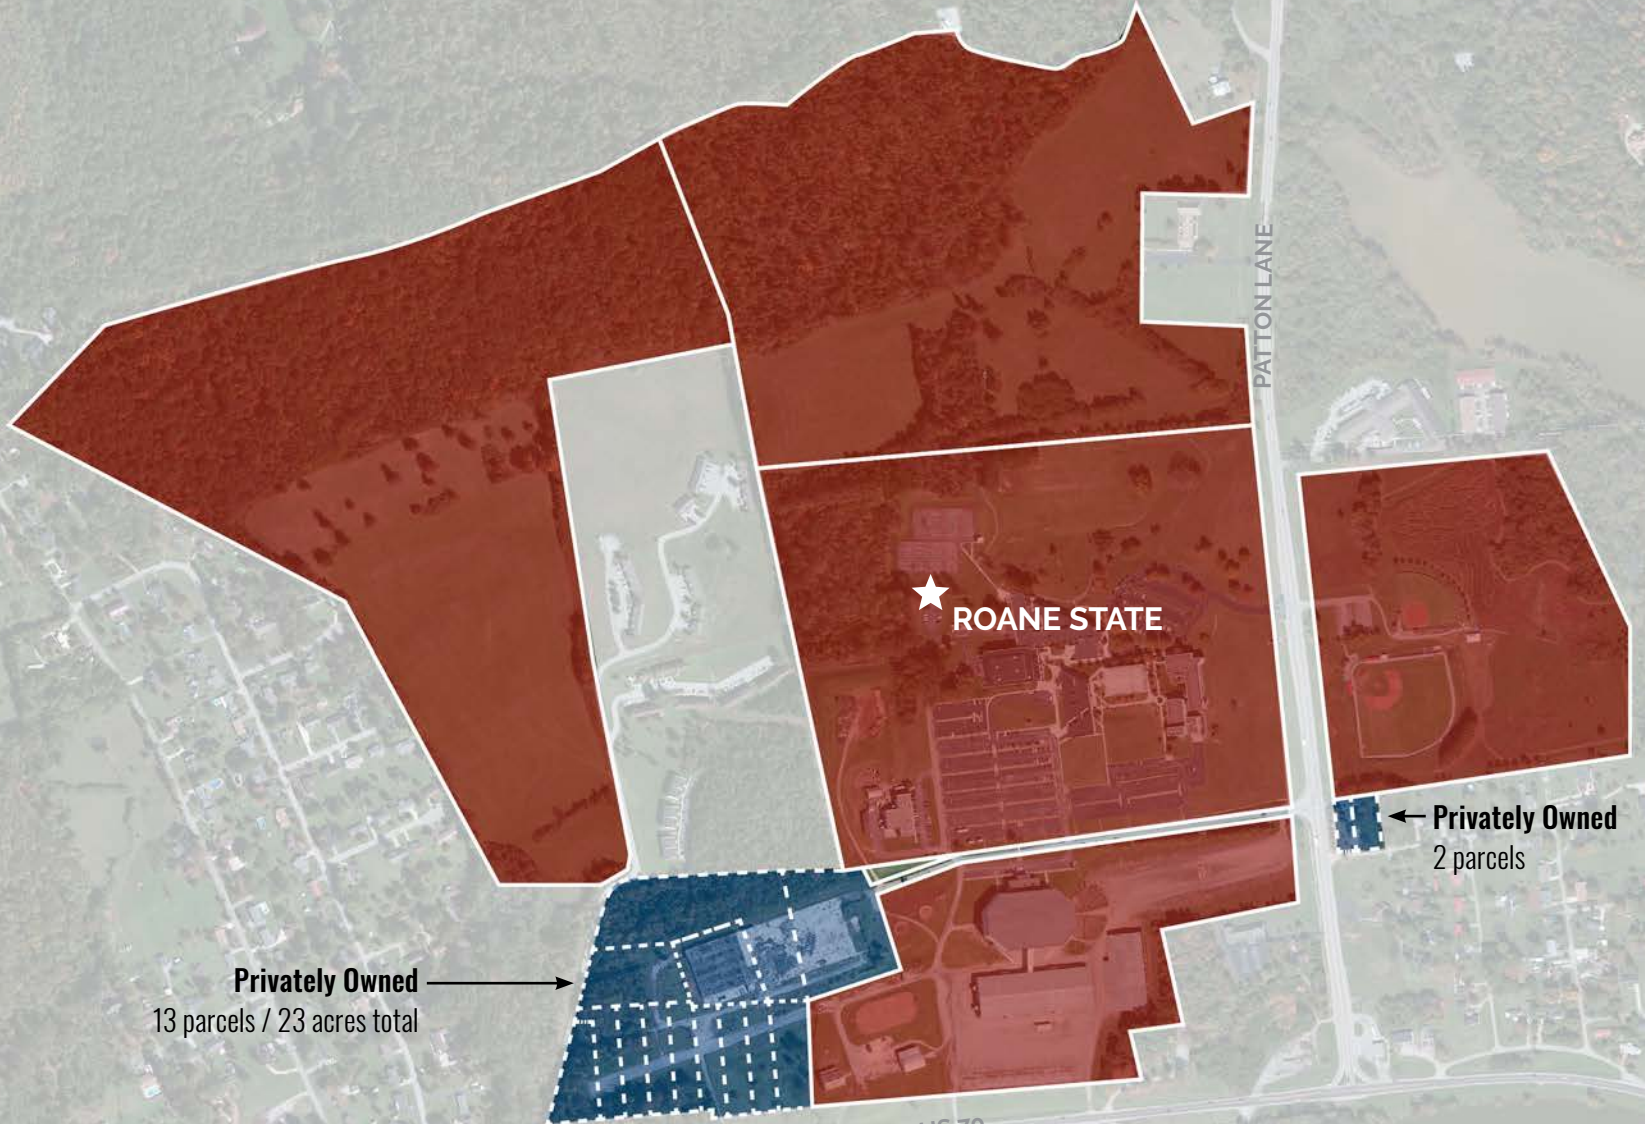 PATTON LANE
ROANE STATE
Privately Owned
2 parcels
Privately Owned
13 parcels / 23 acres total